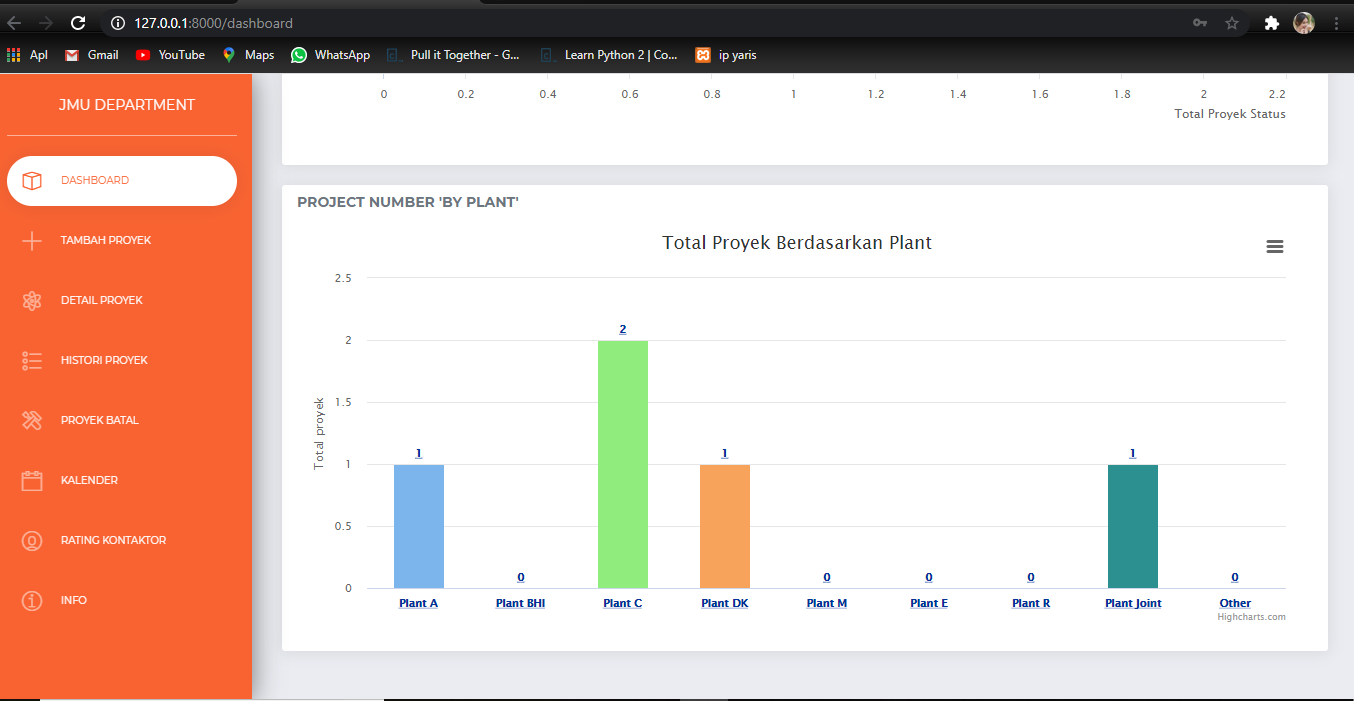 127.0.0.1:8000/dashboard
Apl Gmail YouTube Maps WhatsApp Pull it Together - G... Learn Python 2 | Co... ip yaris
JMU DEPARTMENT
DASHBOARD
TAMBAH PROYEK
DETAIL PROYEK
HISTORI PROYEK
PROYEK BATAL
KALENDER
RATING KONTAKTOR
INFO
0 0.2 0.4 0.6 0.8 1 1.2 1.4 1.6 1.8 2 2.2
Total Proyek Status
PROJECT NUMBER 'BY PLANT'
Total Proyek Berdasarkan Plant
Total proyek
2.5
2
1.5
1
0.5
0
1 0 2 1 0 0 0 1 0
Plant A Plant BHI Plant C Plant DK Plant M Plant E Plant R Plant Joint Other
Highcharts.com